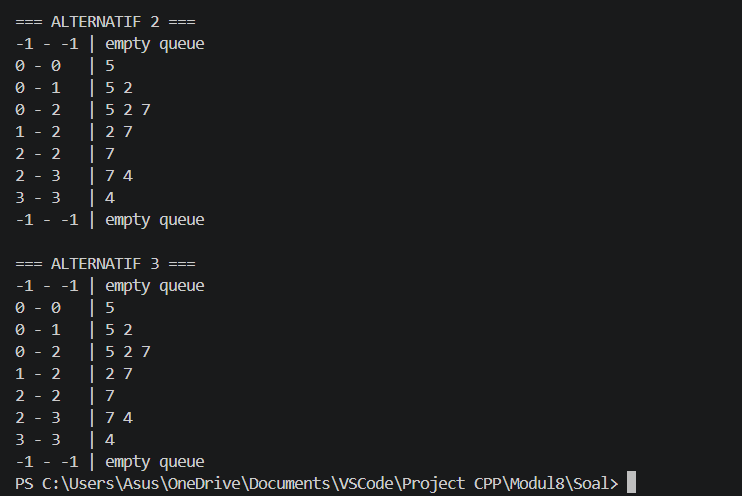 === ALTERNATIF 2 ===
-1 - -1 | empty queue
0 - 0   | 5
0 - 1   | 5 2
0 - 2   | 5 2 7
1 - 2   | 2 7
2 - 2   | 7
2 - 3   | 7 4
3 - 3   | 4
-1 - -1 | empty queue

=== ALTERNATIF 3 ===
-1 - -1 | empty queue
0 - 0   | 5
0 - 1   | 5 2
0 - 2   | 5 2 7
1 - 2   | 2 7
2 - 2   | 7
2 - 3   | 7 4
3 - 3   | 4
-1 - -1 | empty queue
PS C:\Users\Asus\OneDrive\Documents\VSCode\Project CPP\Modul8\Soal>